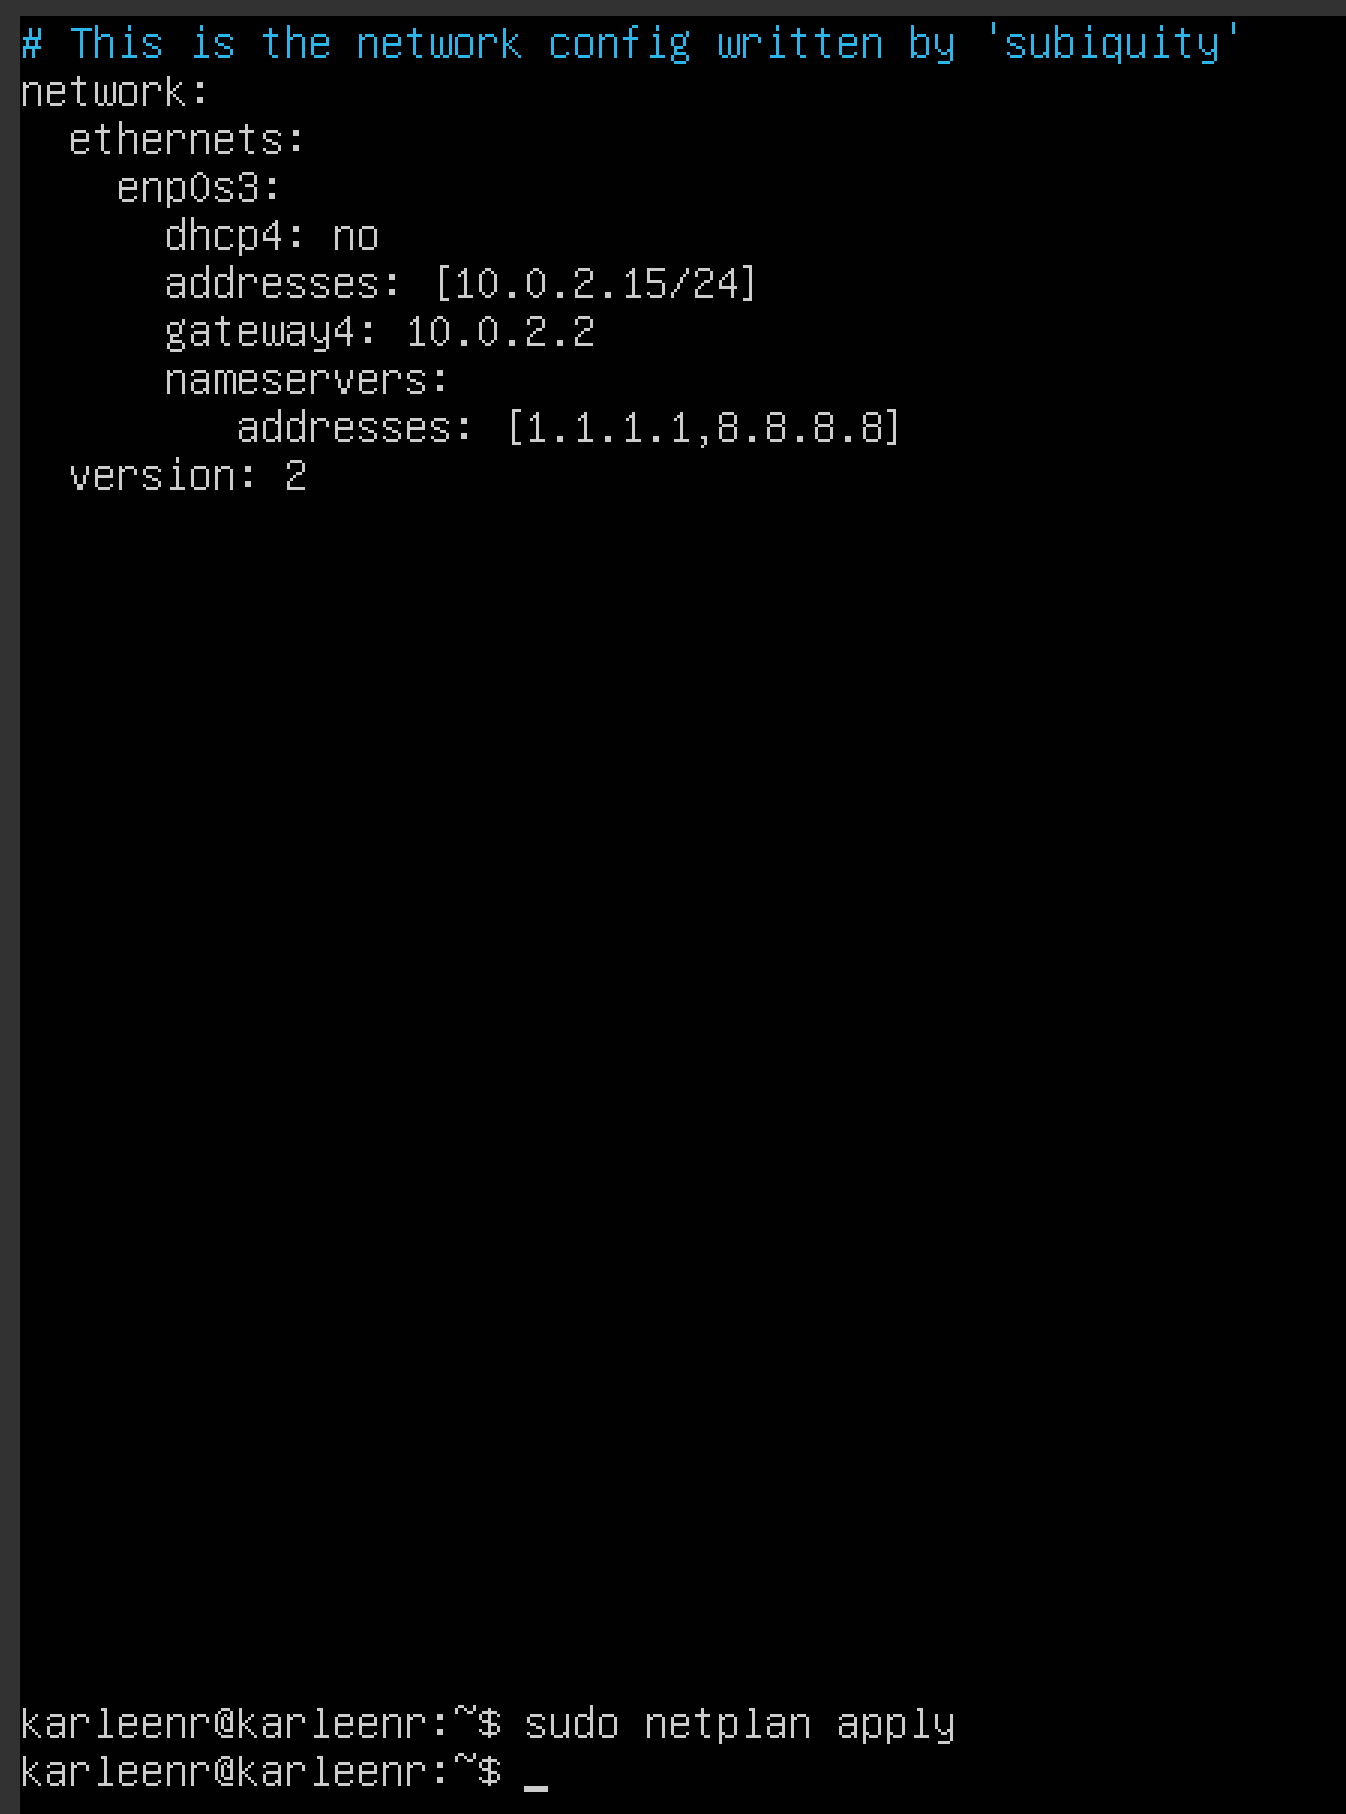 # This is the network config written by 'subiquity'
network:
  ethernets:
    enp0s3:
      dhcp4: no
      addresses: [10.0.2.15/24]
      gateway4: 10.0.2.2
      nameservers:
         addresses: [1.1.1.1,8.8.8.8]
  version: 2
karleenr@karleenr:~$ sudo netplan apply
karleenr@karleenr:~$ _